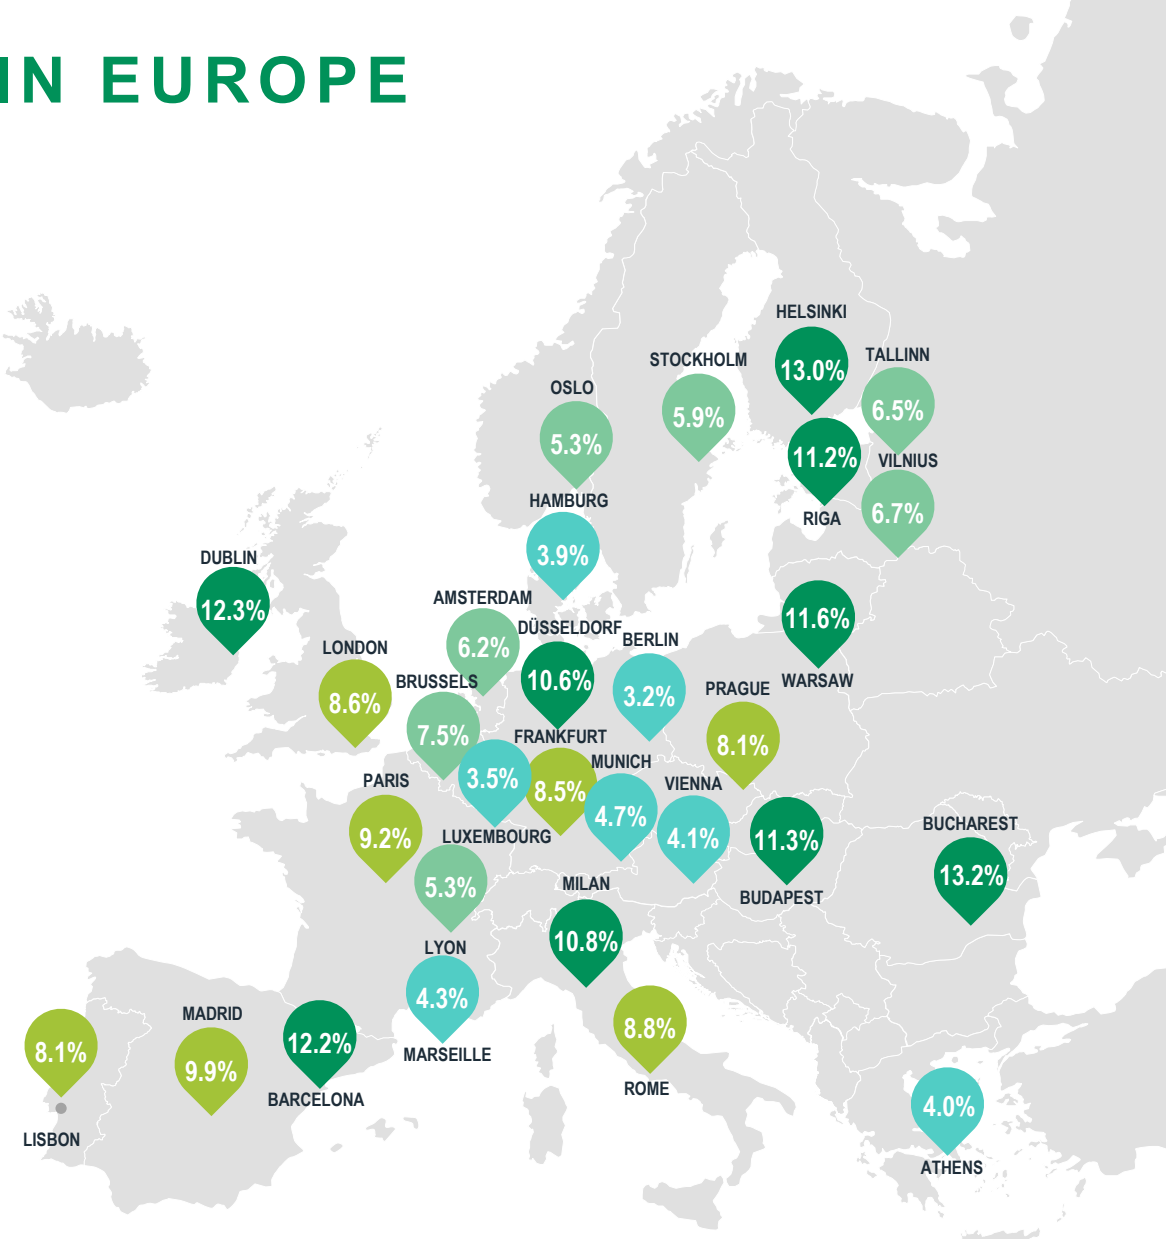 IN EUROPE
HELSINKI
13.0%
STOCKHOLM
5.9%
TALLINN
6.5%
OSLO
5.3%
11.2%
RIGA
VILNIUS
6.7%
HAMBURG
3.9%
DUBLIN
12.3%
AMSTERDAM
6.2%
DÜSSELDORF
10.6%
BERLIN
3.2%
11.6%
WARSAW
LONDON
8.6%
BRUSSELS
7.5%
PRAGUE
8.1%
FRANKFURT
8.5%
3.5%
LUXEMBOURG
MUNICH
4.7%
VIENNA
4.1%
PARIS
9.2%
11.3%
BUDAPEST
BUCHAREST
13.2%
5.3%
LYON
MILAN
10.8%
4.3%
MARSEILLE
8.8%
ROME
MADRID
9.9%
12.2%
BARCELONA
8.1%
LISBON
4.0%
ATHENS